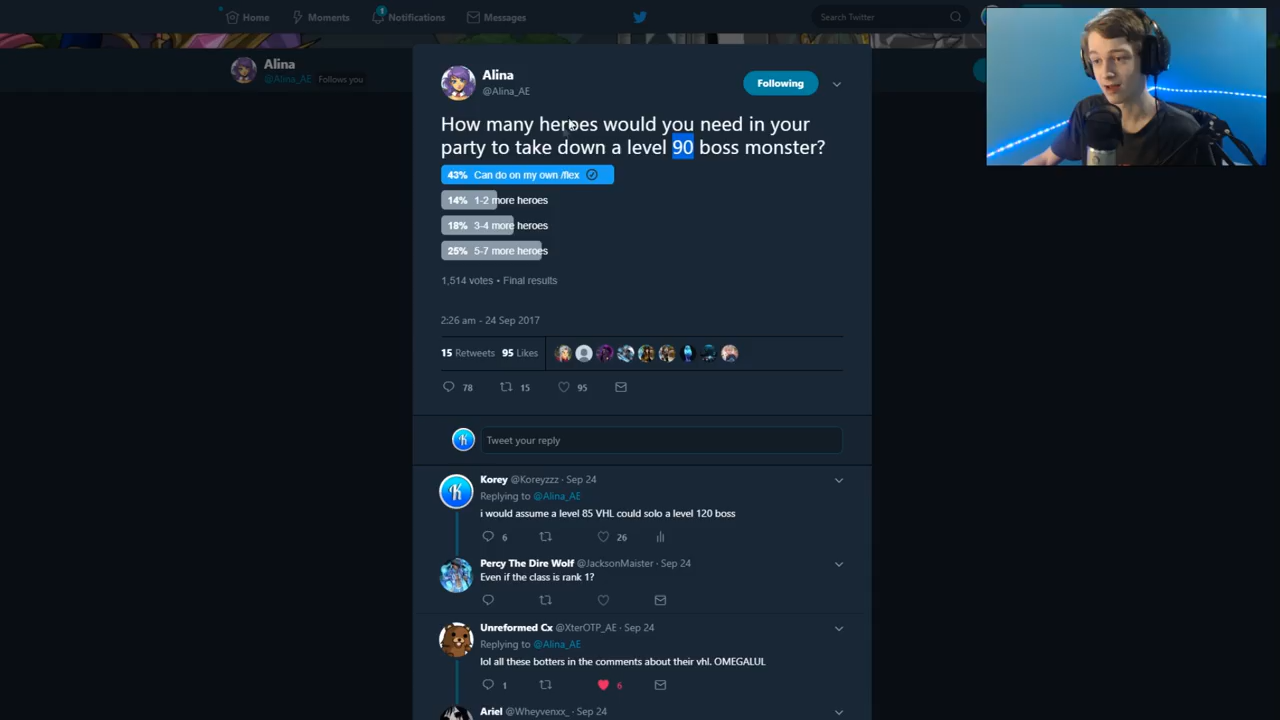 Home
Moments
Notifications
Messages
Search Twitter
Alina
@Alina_AE Follows you
Alina
@Alina_AE
Following
How many heroes would you need in your
party to take down a level 90 boss monster?
43% Can do on my own /flex
14% 1-2 more heroes
18% 3-4 more heroes
25% 5-7 more heroes
1,514 votes • Final results
2:26 am - 24 Sep 2017
15 Retweets 95 Likes
78 15 95
K
Tweet your reply
K
Korey @Koreyzzz · Sep 24
Replying to @Alina_AE
i would assume a level 85 VHL could solo a level 120 boss
6 26
Percy The Dire Wolf @JacksonMaister · Sep 24
Even if the class is rank 1?
Unreformed Cx @XterOTP_AE · Sep 24
Replying to @Alina_AE
lol all these botters in the comments about their vhl. OMEGALUL
1 6
Ariel @Wheyvenxx_ · Sep 24